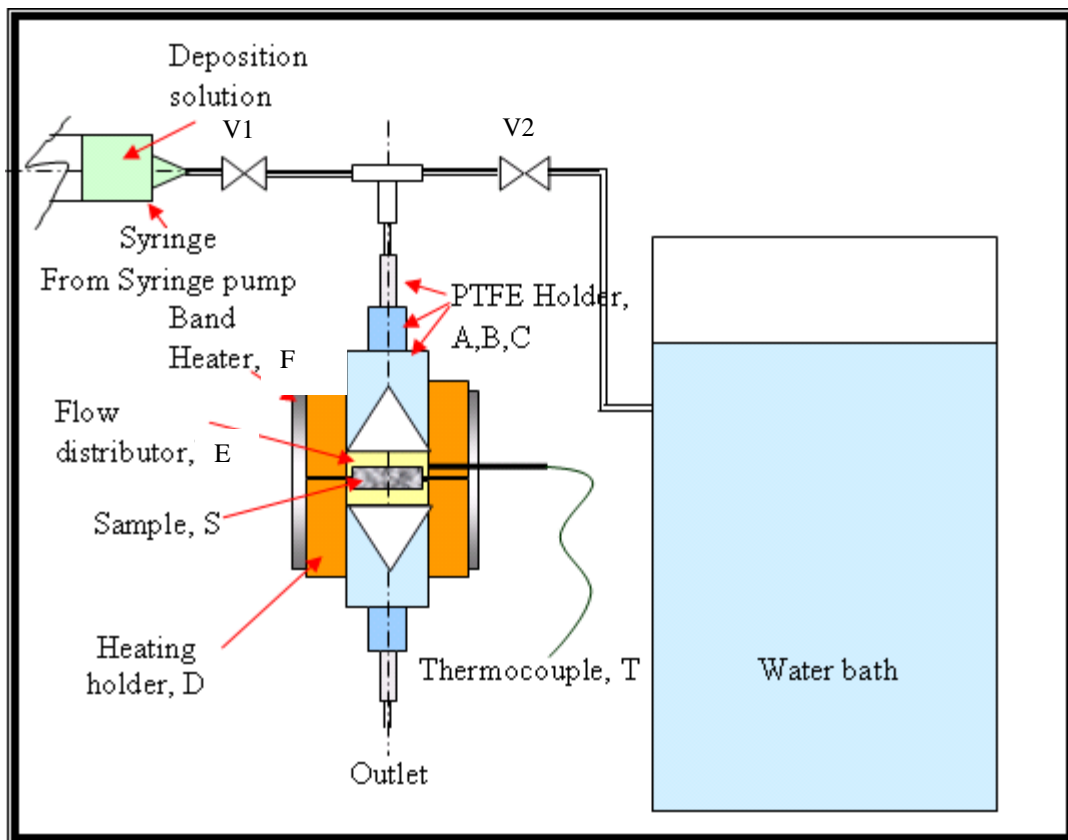 Deposition
solution
V1
V2
Syringe
From Syringe pump
Band
Heater, F
PTFE Holder,
A,B,C
Flow
distributor, E
Sample, S
Heating
holder, D
Thermocouple, T
Water bath
Outlet